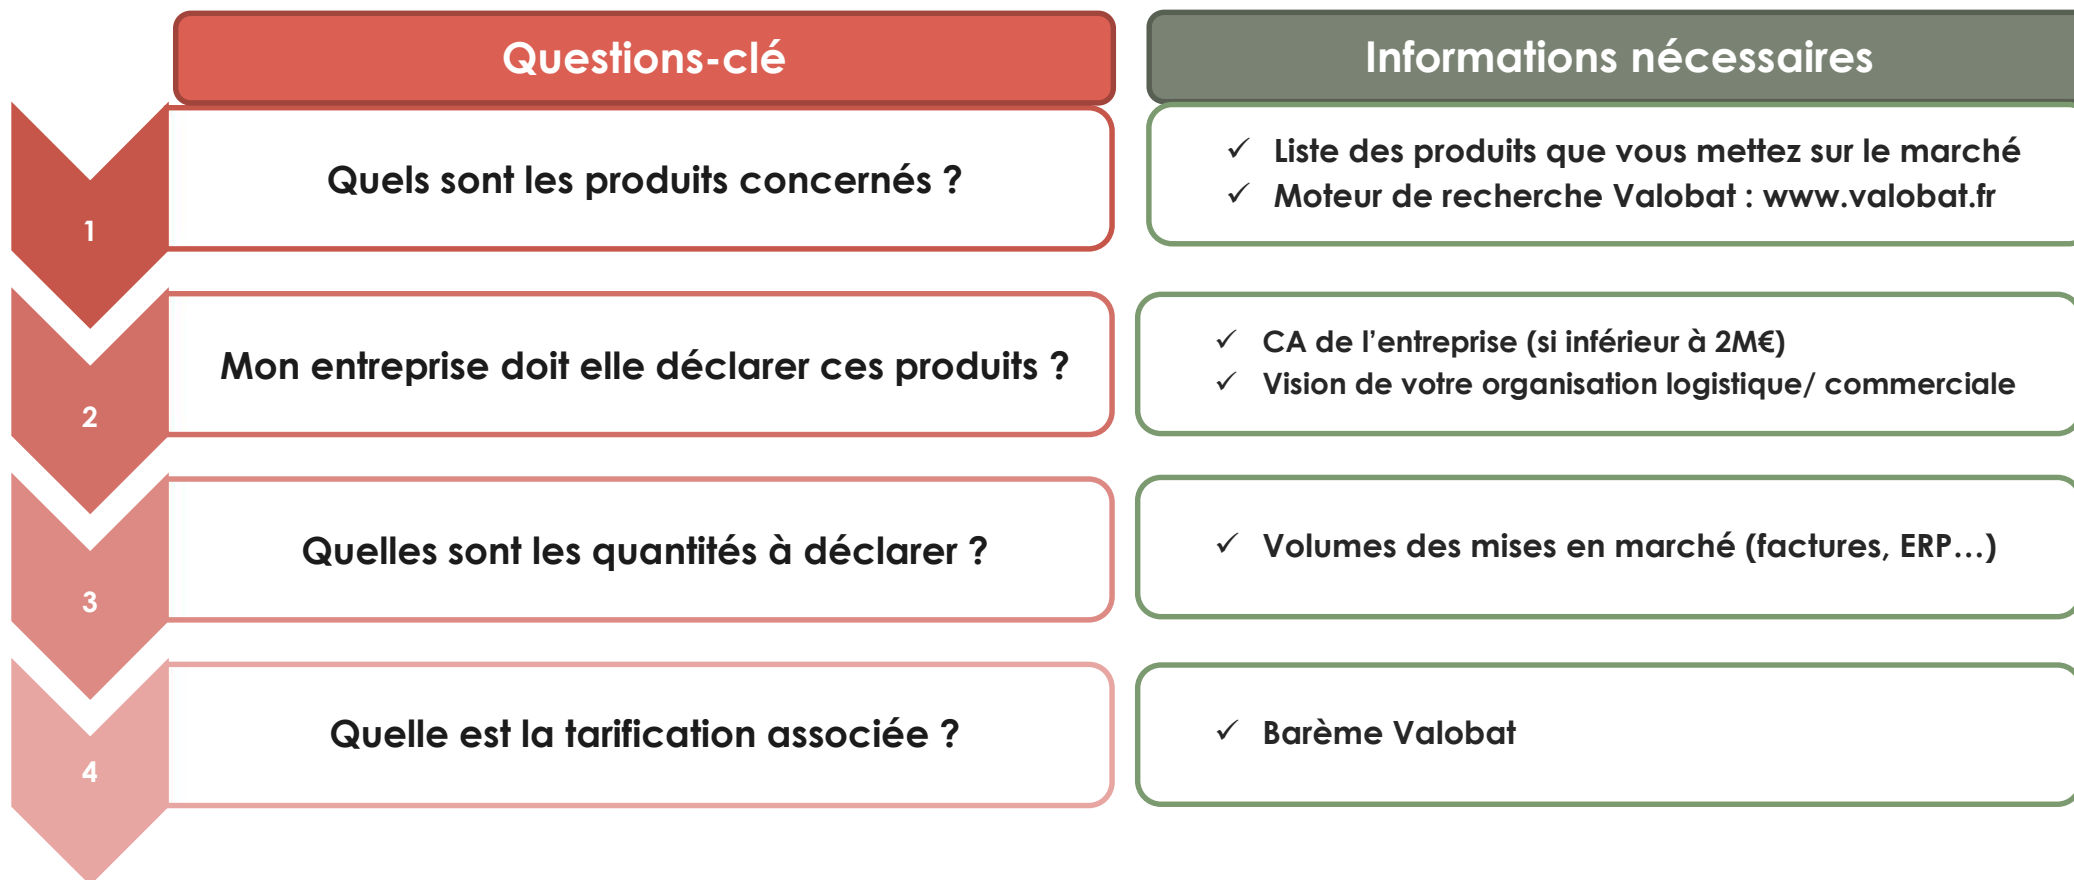 Questions-clé
Informations nécessaires
1
Quels sont les produits concernés ?
✓ Liste des produits que vous mettez sur le marché
✓ Moteur de recherche Valobat : www.valobat.fr
2
Mon entreprise doit elle déclarer ces produits ?
✓ CA de l’entreprise (si inférieur à 2M€)
✓ Vision de votre organisation logistique/ commerciale
3
Quelles sont les quantités à déclarer ?
✓ Volumes des mises en marché (factures, ERP…)
4
Quelle est la tarification associée ?
✓ Barème Valobat